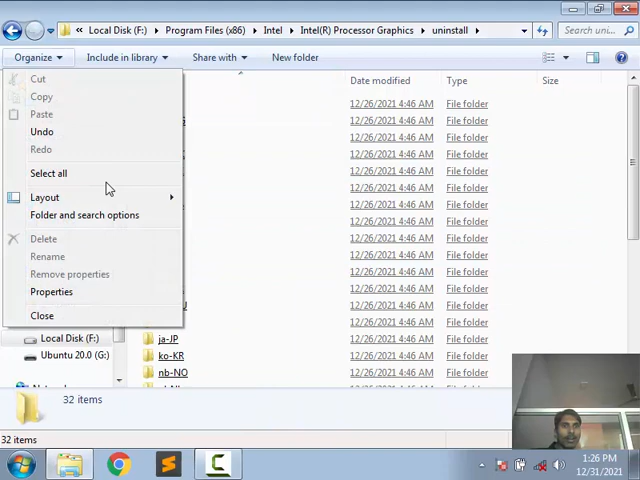 Local Disk (F:) Program Files (x86) Intel Intel(R) Processor Graphics uninstall Search uni...
Organize Include in library Share with New folder
Date modified Type Size
Cut
Copy
Paste
Undo
Redo
Select all
Layout
Folder and search options
Delete
Rename
Remove properties
Properties
Close
12/26/2021 4:46 AM File folder
12/26/2021 4:46 AM File folder
12/26/2021 4:46 AM File folder
12/26/2021 4:46 AM File folder
12/26/2021 4:46 AM File folder
12/26/2021 4:46 AM File folder
12/26/2021 4:46 AM File folder
12/26/2021 4:46 AM File folder
12/26/2021 4:46 AM File folder
12/26/2021 4:46 AM File folder
12/26/2021 4:46 AM File folder
12/26/2021 4:46 AM File folder
12/26/2021 4:46 AM File folder
12/26/2021 4:46 AM File folder
Local Disk (F:) ja-JP 12/26/2021 4:46 AM File folder
Ubuntu 20.0 (G:) ko-KR 12/26/2021 4:46 AM
nb-NO 12/26/2021 4:46 AM
32 items
32 items
1:26 PM
12/31/2021